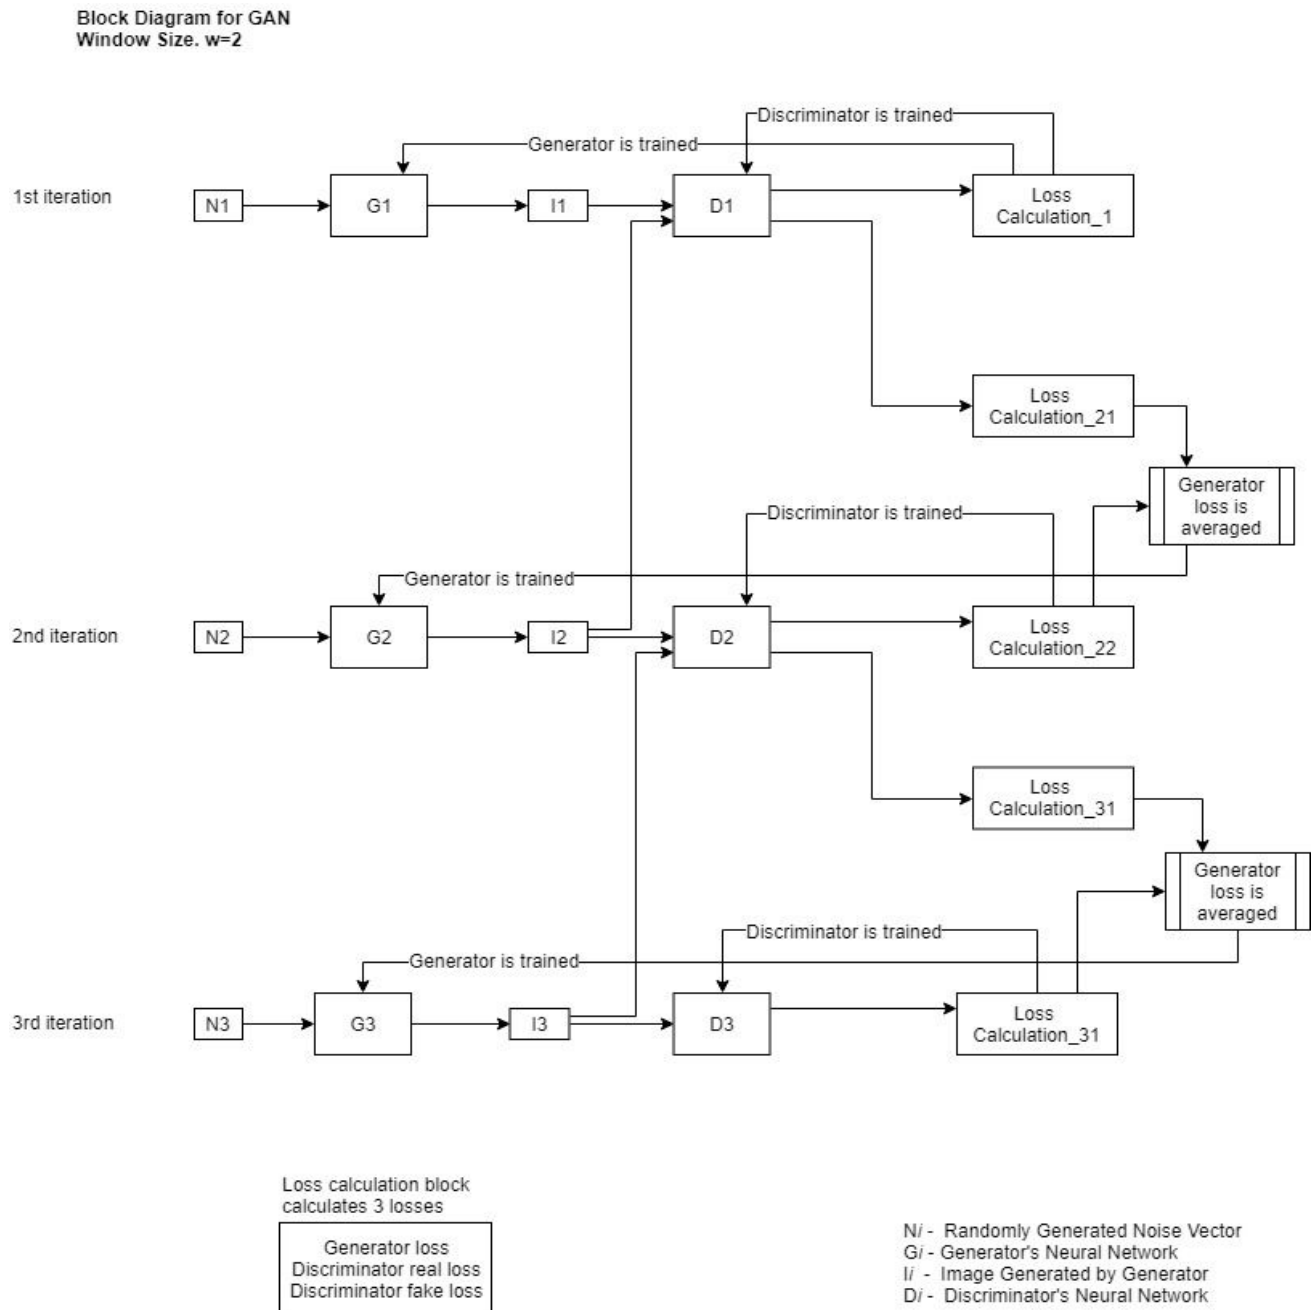 Block Diagram for GAN
Window Size. w=2
Discriminator is trained
Generator is trained
1st iteration
N1
G1
I1
D1
Loss
Calculation_1
Loss
Calculation_21
Generator
loss is
averaged
Discriminator is trained
Generator is trained
2nd iteration
N2
G2
I2
D2
Loss
Calculation_22
Loss
Calculation_31
Generator
loss is
averaged
Discriminator is trained
Generator is trained
3rd iteration
N3
G3
I3
D3
Loss
Calculation_31
Loss calculation block
calculates 3 losses
Generator loss
Discriminator real loss
Discriminator fake loss
Ni - Randomly Generated Noise Vector
Gi - Generator's Neural Network
Ii - Image Generated by Generator
Di - Discriminator's Neural Network